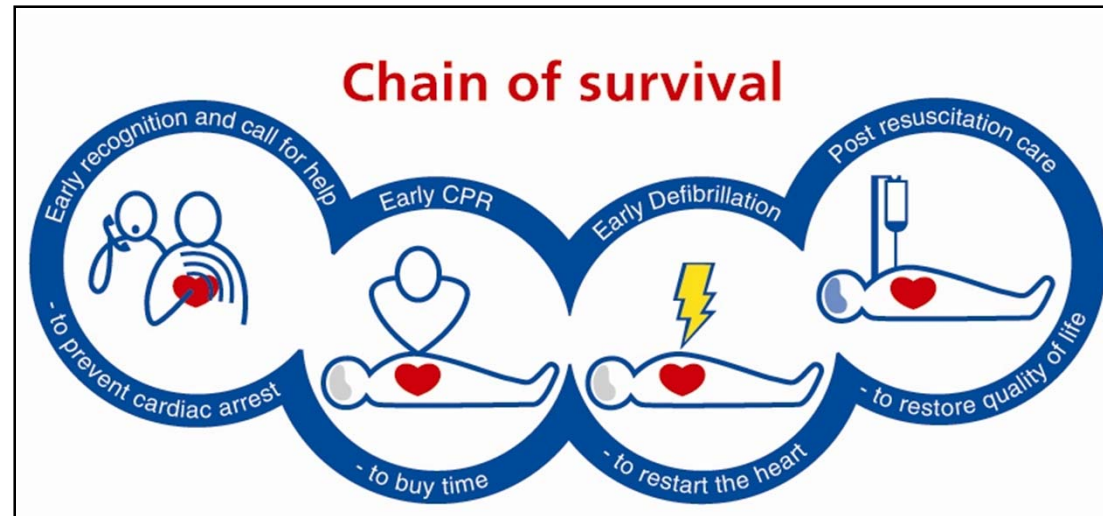 Chain of survival
Early recognition and call for help
- to prevent cardiac arrest
Early CPR
- to buy time
Early Defibrillation
- to restart the heart
Post resuscitation care
- to restore quality of life